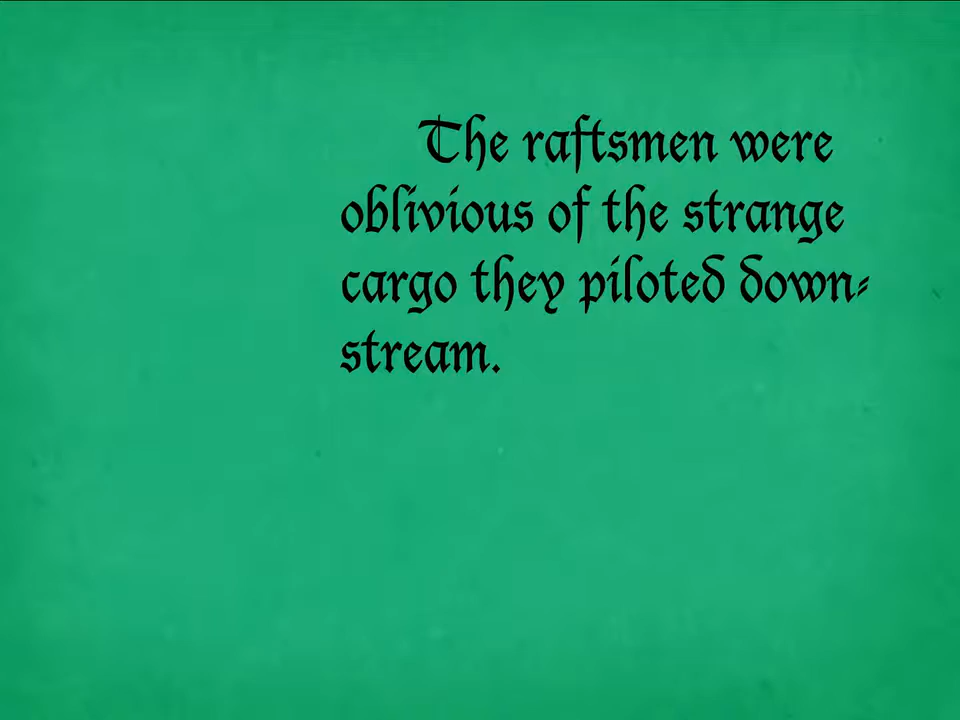 The raftsmen were
oblivious of the strange
cargo they piloted down-
stream.